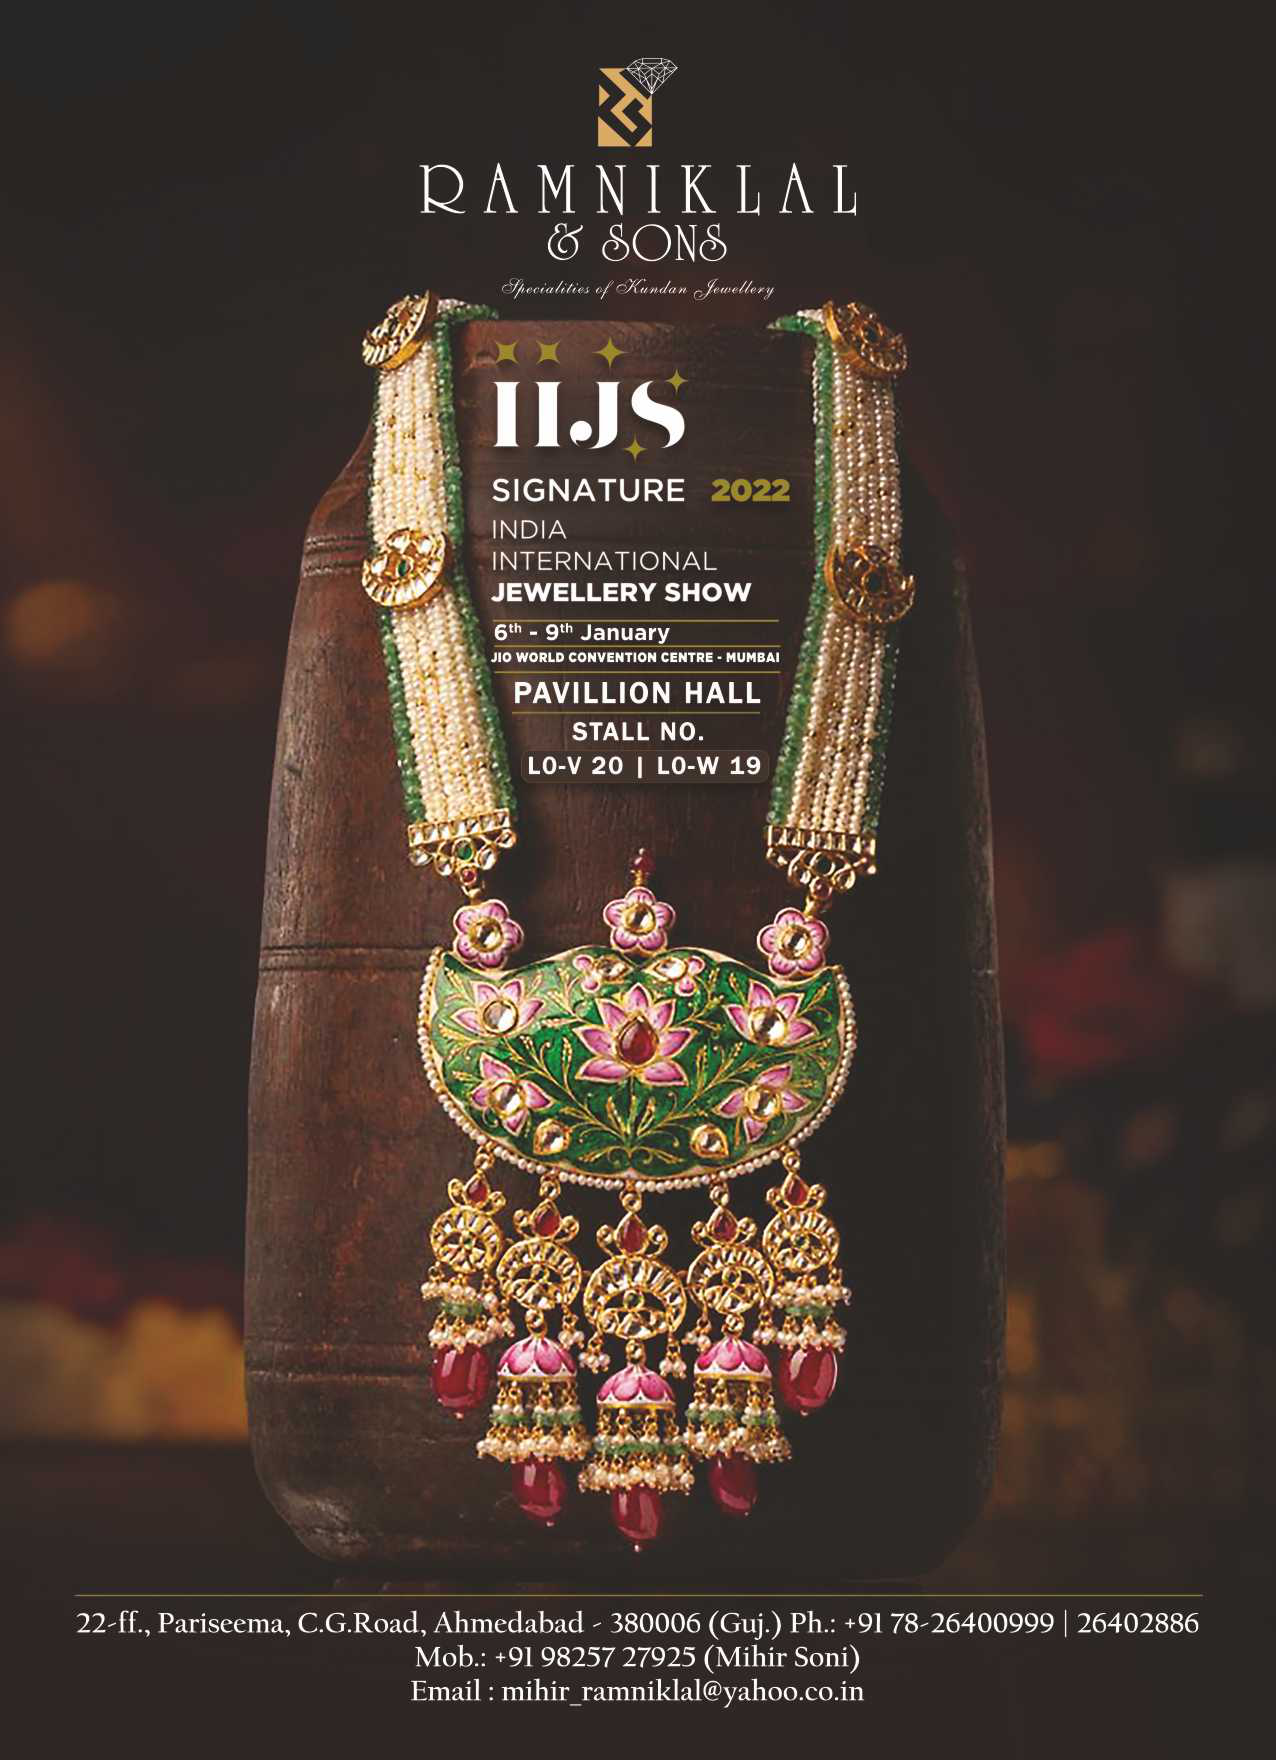 RAMNIKLAL
& SONS
Specialities of Kundan Jewellery
IIJS
SIGNATURE 2022
INDIA
INTERNATIONAL
JEWELLERY SHOW
6th - 9th January
JIO WORLD CONVENTION CENTRE - MUMBAI
PAVILLION HALL
STALL NO.
L0-V 20 | L0-W 19
22-ff., Pariseema, C.G.Road, Ahmedabad - 380006 (Guj.) Ph.: +91 78-26400999 | 26402886
Mob.: +91 98257 27925 (Mihir Soni)
Email : mihir_ramniklal@yahoo.co.in